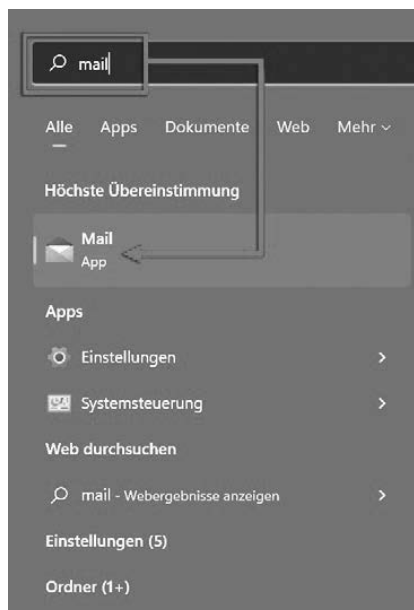 mail
Alle Apps Dokumente Web Mehr
Höchste Übereinstimmung
Mail
App
Apps
Einstellungen
Systemsteuerung
Web durchsuchen
mail - Webergebnisse anzeigen
Einstellungen (5)
Ordner (1+)